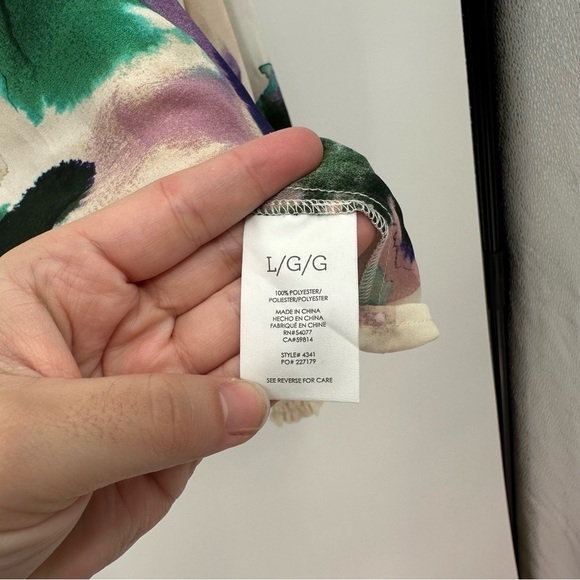 L/G/G
100% POLYESTER/
POLIESTER/POLYESTER
MADE IN CHINA
HECHO EN CHINA
FABRIQUÉ EN CHINE
RN#54077
CA#59814
STYLE# 4341
PO# 227179
SEE REVERSE FOR CARE